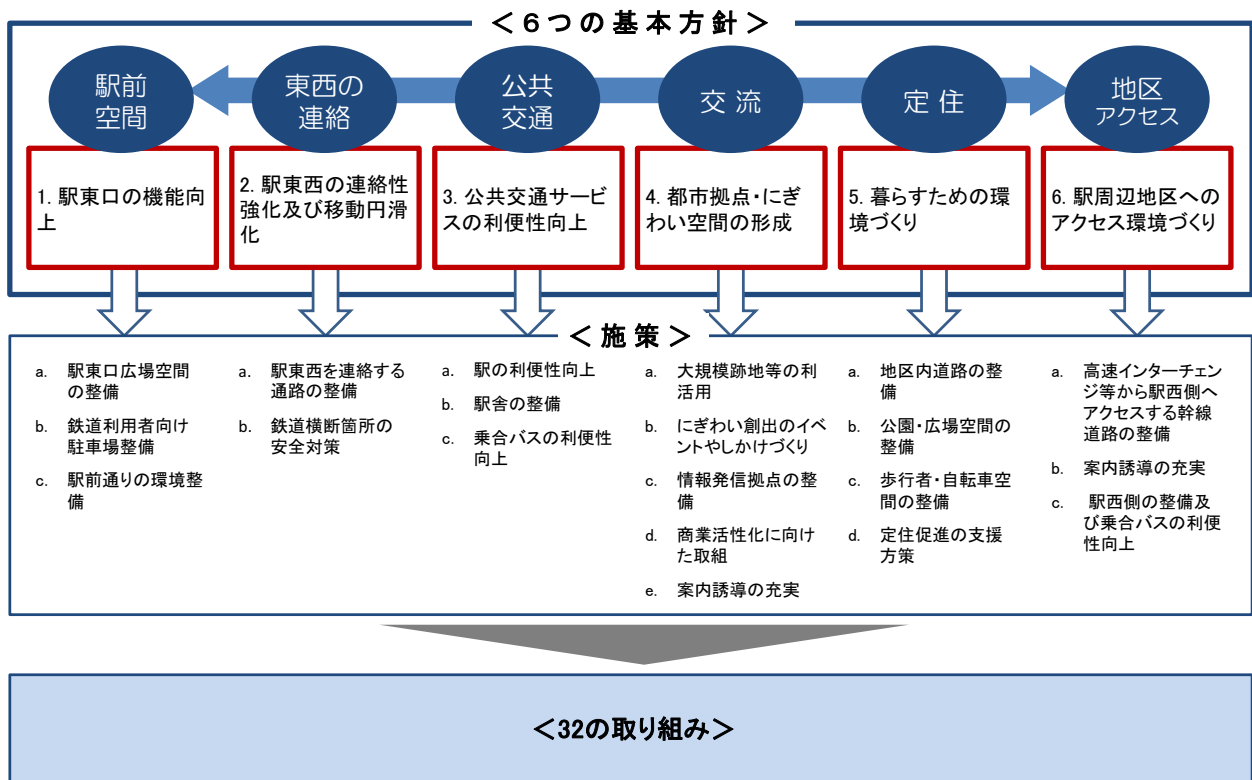 ＜６つの基本方針＞
駅前
空間
東西の
連絡
公共
交通
交 流
定 住
地区
アクセス
1. 駅東口の機能向
上
2. 駅東西の連絡性
強化及び移動円滑
化
3. 公共交通サービ
スの利便性向上
4. 都市拠点・にぎ
わい空間の形成
5. 暮らすための環
境づくり
6. 駅周辺地区への
アクセス環境づくり
＜施策＞
a. 駅東口広場空間
の整備
b. 鉄道利用者向け
駐車場整備
c. 駅前通りの環境整
備
a. 駅東西を連絡する
通路の整備
b. 鉄道横断箇所の
安全対策
a. 駅の利便性向上
b. 駅舎の整備
c. 乗合バスの利便性
向上
a. 大規模跡地等の利
活用
b. にぎわい創出のイベ
ントやしかけづくり
c. 情報発信拠点の整
備
d. 商業活性化に向け
た取組
e. 案内誘導の充実
a. 地区内道路の整
備
b. 公園・広場空間の
整備
c. 歩行者・自転車空
間の整備
d. 定住促進の支援
方策
a. 高速インターチェン
ジ等から駅西側へ
アクセスする幹線
道路の整備
b. 案内誘導の充実
c. 駅西側の整備及
び乗合バスの利便
性向上
＜32の取り組み＞